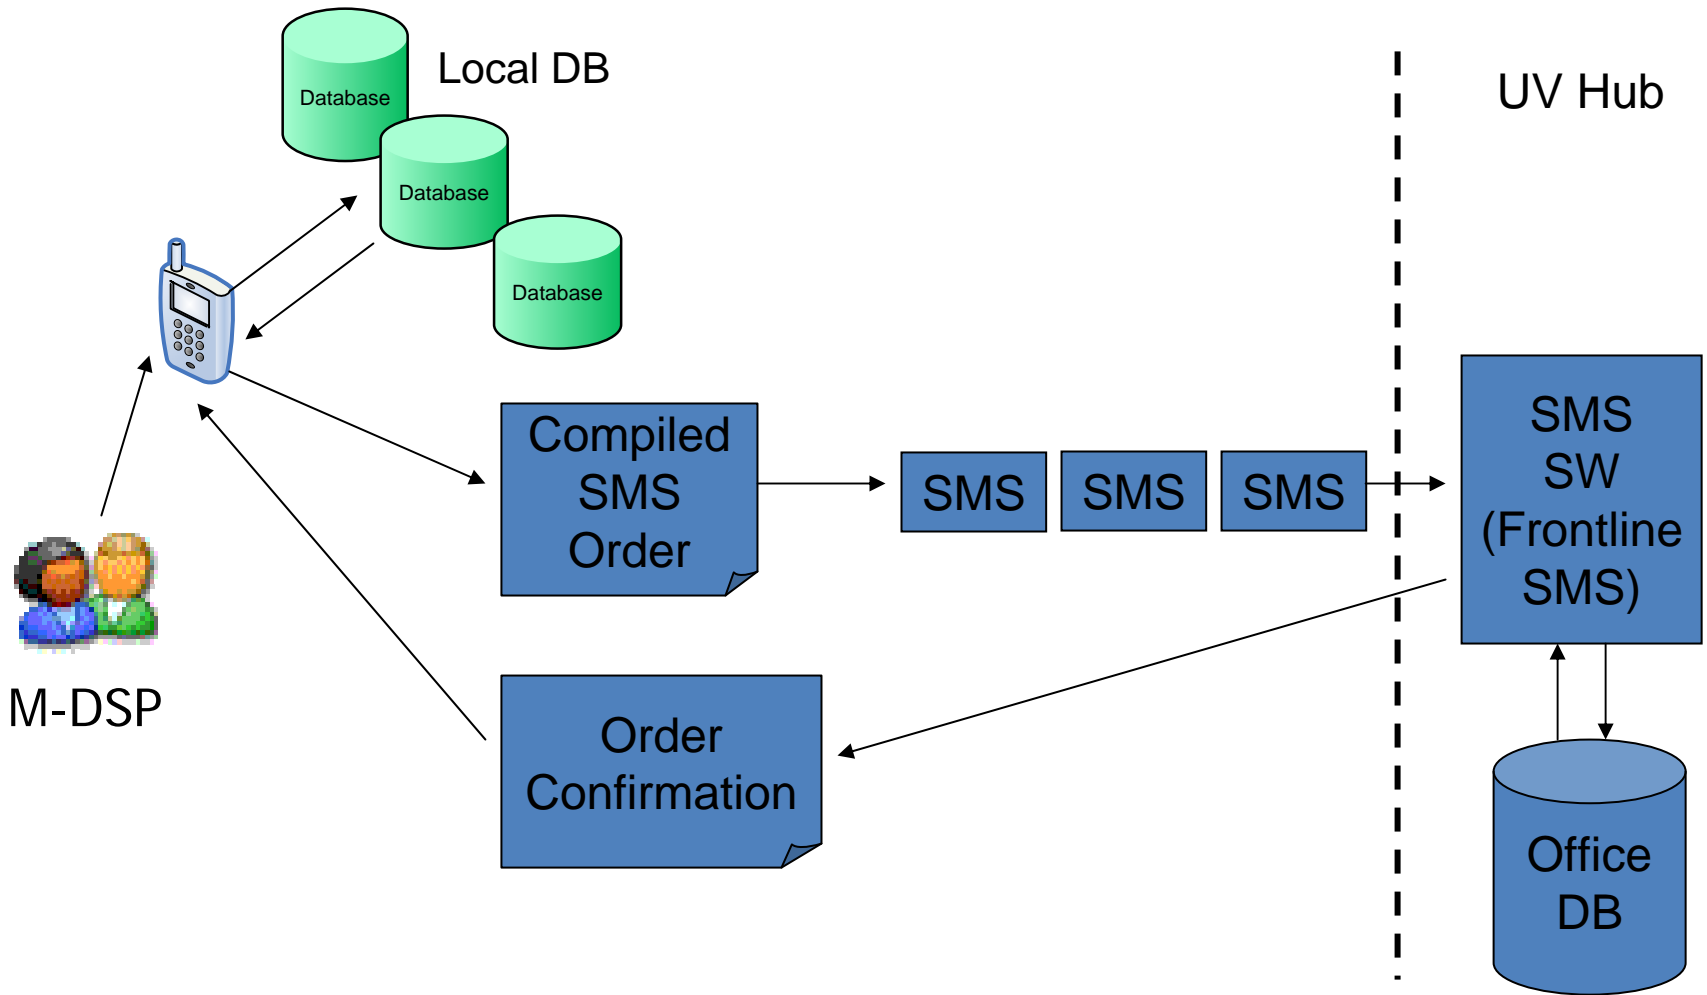 Local DB
UV Hub
Database
Database
Database
Compiled
SMS
Order
SMS
SMS
SMS
SMS
SW
(Frontline
SMS)
M-DSP
Order
Confirmation
Office
DB